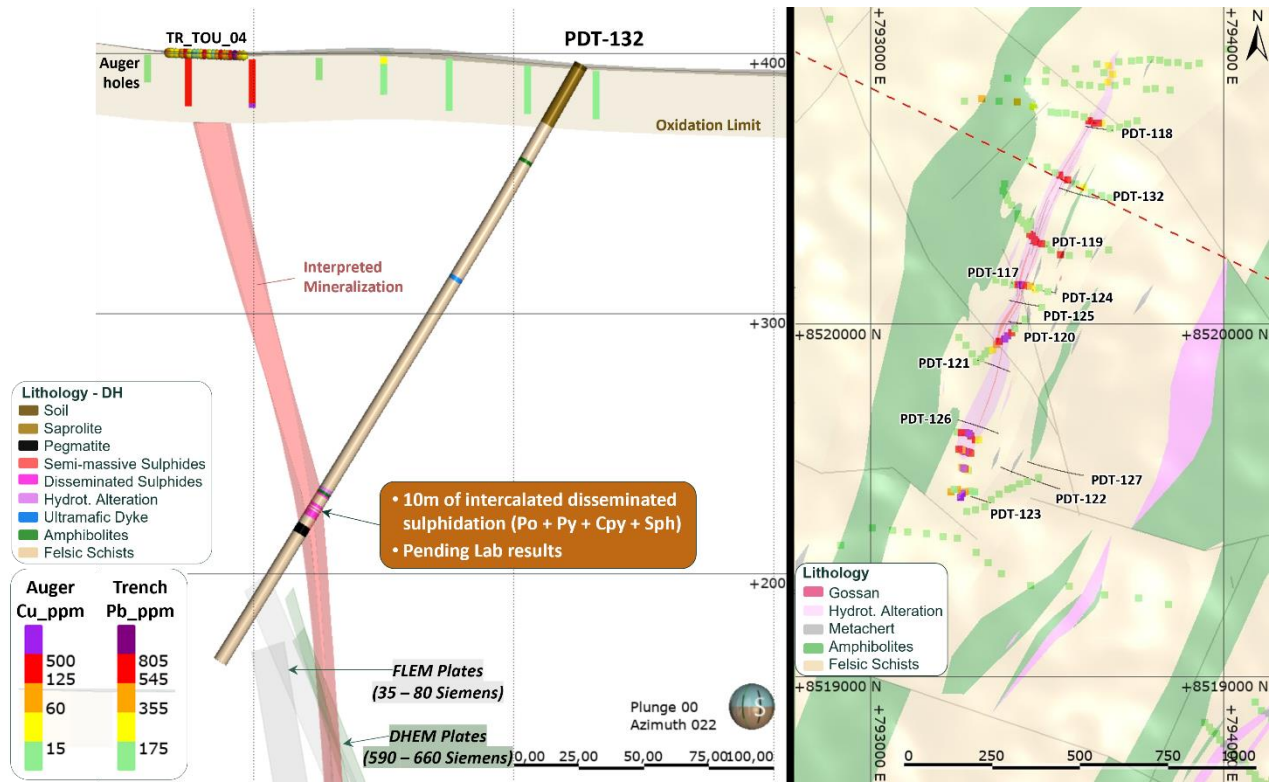 TR_TOU_04
PDT-132
Auger
holes
+400
Oxidation Limit
Interpreted
Mineralization
+300
Lithology - DH
Soil
Saprolite
Pegmatite
Semi-massive Sulphides
Disseminated Sulphides
Hydrot. Alteration
Ultramafic Dyke
Amphibolites
Felsic Schists
• 10m of intercalated disseminated
sulphidation (Po + Py + Cpy + Sph)
• Pending Lab results
+200
Auger Trench
Cu_ppm Pb_ppm
500 805
125 545
60 355
15 175
FLEM Plates
(35 – 80 Siemens)
DHEM Plates
(590 – 660 Siemens)
Plunge 00
Azimuth 022
S
25,00 50,00 75,00 100,00
+793000 E
+794000 E
N
PDT-118
PDT-132
PDT-119
PDT-117
PDT-124
PDT-125
+8520000 N
+8520000 N
PDT-120
PDT-121
PDT-126
PDT-127
PDT-122
PDT-123
Lithology
Gossan
Hydrot. Alteration
Metachert
Amphibolites
Felsic Schists
+8519000 N
+8519000 N
+793000 E
+794000 E
0 250 500 750 1000